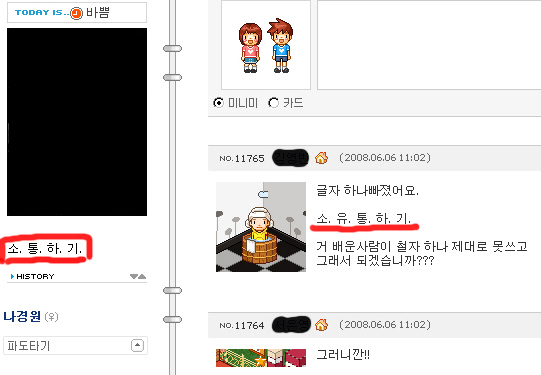 TODAY IS.. 바쁨
소. 통. 하. 기.
HISTORY
나경원 (♀)
파도타기
미니미 카드
NO.11765 (2008.06.06 11:02)
글자 하나빠졌어요.
소. 유. 통. 하. 기.
거 배운사람이 철자 하나 제대로 못쓰고
그래서 되겠습니까???
NO.11764 (2008.06.06 11:02)
그러니깐!!